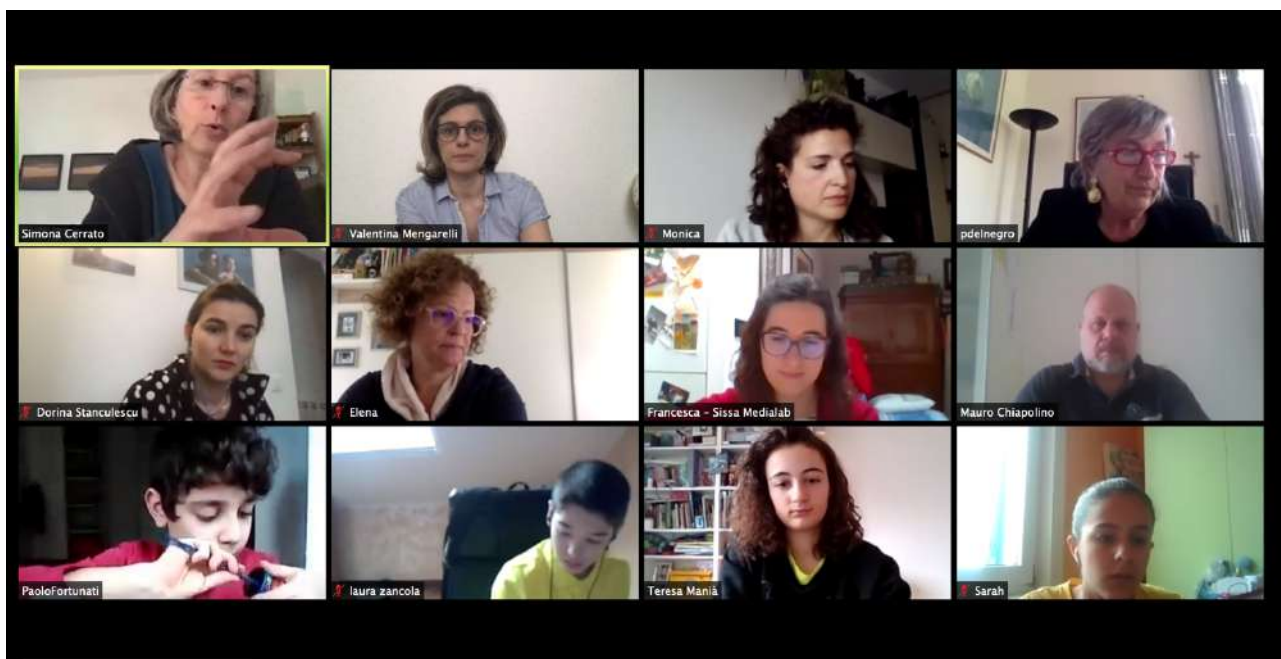 Simona Cerrato
Valentina Mengarelli
Monica
pdelnegro
Dorina Stanculescu
Elena
Francesca - Sissa Medialab
Mauro Chiapolino
PaoloFortunati
laura zancola
Teresa Manià
Sarah